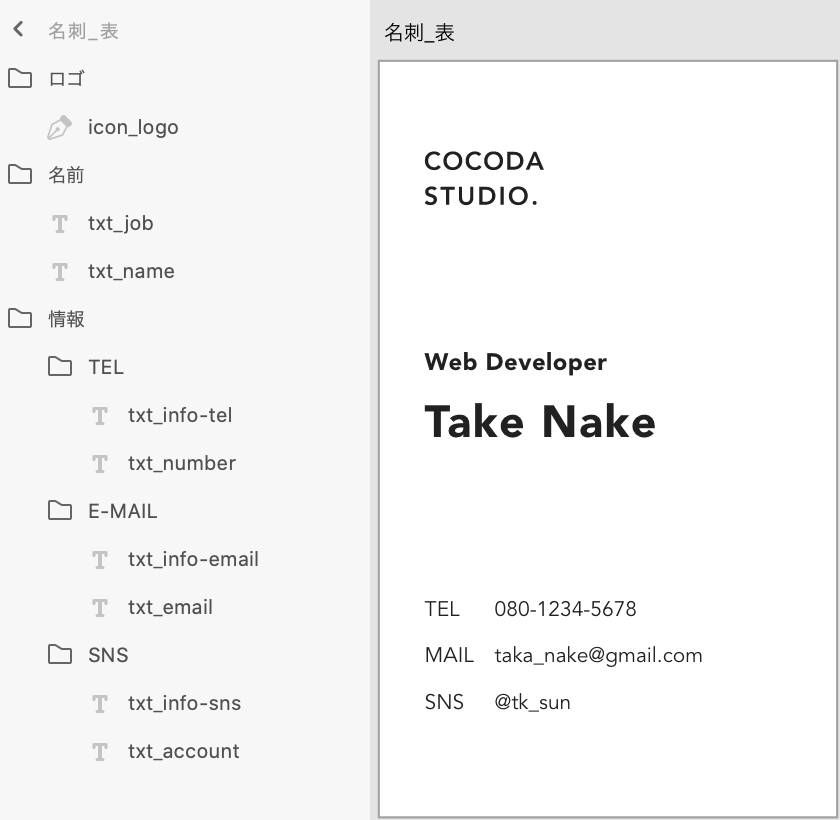 名刺_表
ロゴ
icon_logo
名前
txt_job
txt_name
情報
TEL
txt_info-tel
txt_number
E-MAIL
txt_info-email
txt_email
SNS
txt_info-sns
txt_account
名刺_表
COCODA
STUDIO.
Web Developer
Take Nake
TEL 080-1234-5678
MAIL taka_nake@gmail.com
SNS @tk_sun